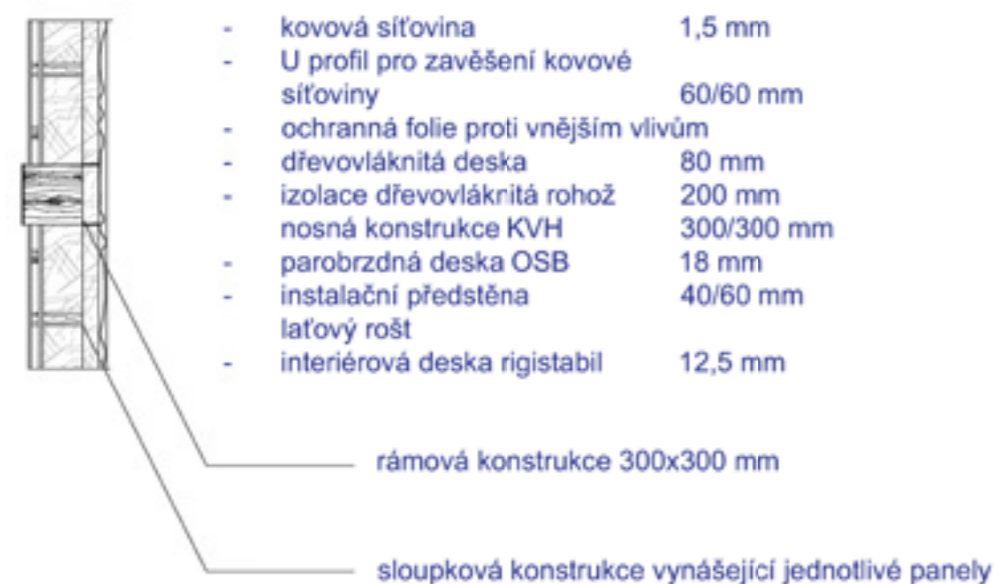 - kovová síťovina 1,5 mm
- U profil pro zavěšení kovové
síťoviny 60/60 mm
- ochranná folie proti vnějším vlivům
- dřevovláknitá deska 80 mm
- izolace dřevovláknitá rohož 200 mm
nosná konstrukce KVH 300/300 mm
- parobrzdná deska OSB 18 mm
- instalační předstěna 40/60 mm
laťový rošt
- interiérová deska rigistabil 12,5 mm
rámová konstrukce 300x300 mm
sloupková konstrukce vynášející jednotlivé panely